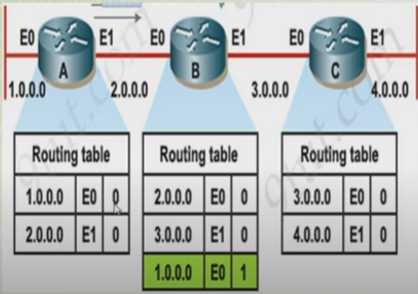 E0 E1 E0 E1 E0 E1
A B C
1.0.0.0 2.0.0.0 3.0.0.0 4.0.0.0
Routing table
1.0.0.0 E0 0
2.0.0.0 E1 0
Routing table
2.0.0.0 E0 0
3.0.0.0 E1 0
1.0.0.0 E0 1
Routing table
3.0.0.0 E0 0
4.0.0.0 E1 0